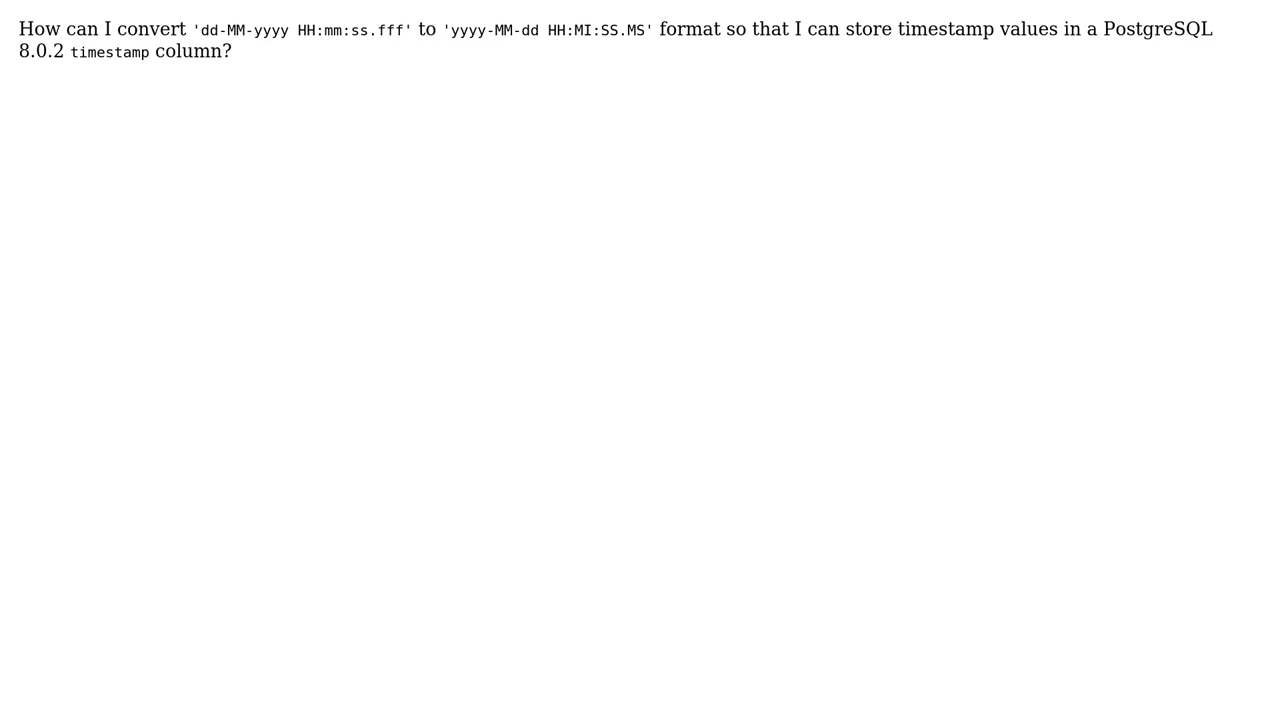 How can I convert 'dd-MM-yyyy HH:mm:ss.fff' to 'yyyy-MM-dd HH:MI:SS.MS' format so that I can store timestamp values in a PostgreSQL
8.0.2 timestamp column?